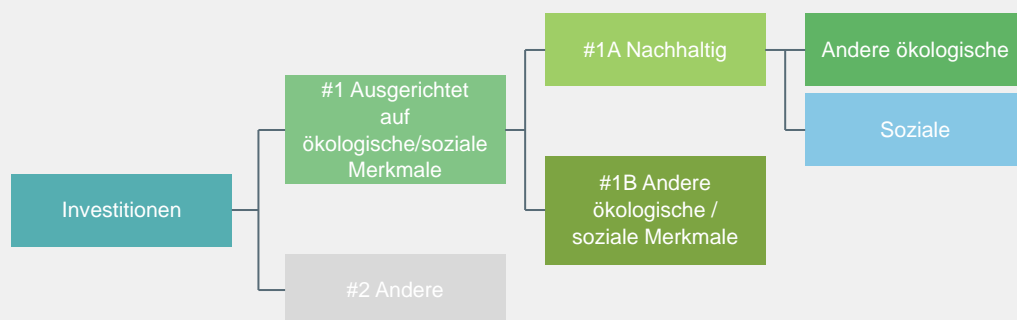 Investitionen
#1 Ausgerichtet
auf
ökologische/soziale
Merkmale
#2 Andere
#1A Nachhaltig
#1B Andere
ökologische /
soziale Merkmale
Andere ökologische
Soziale